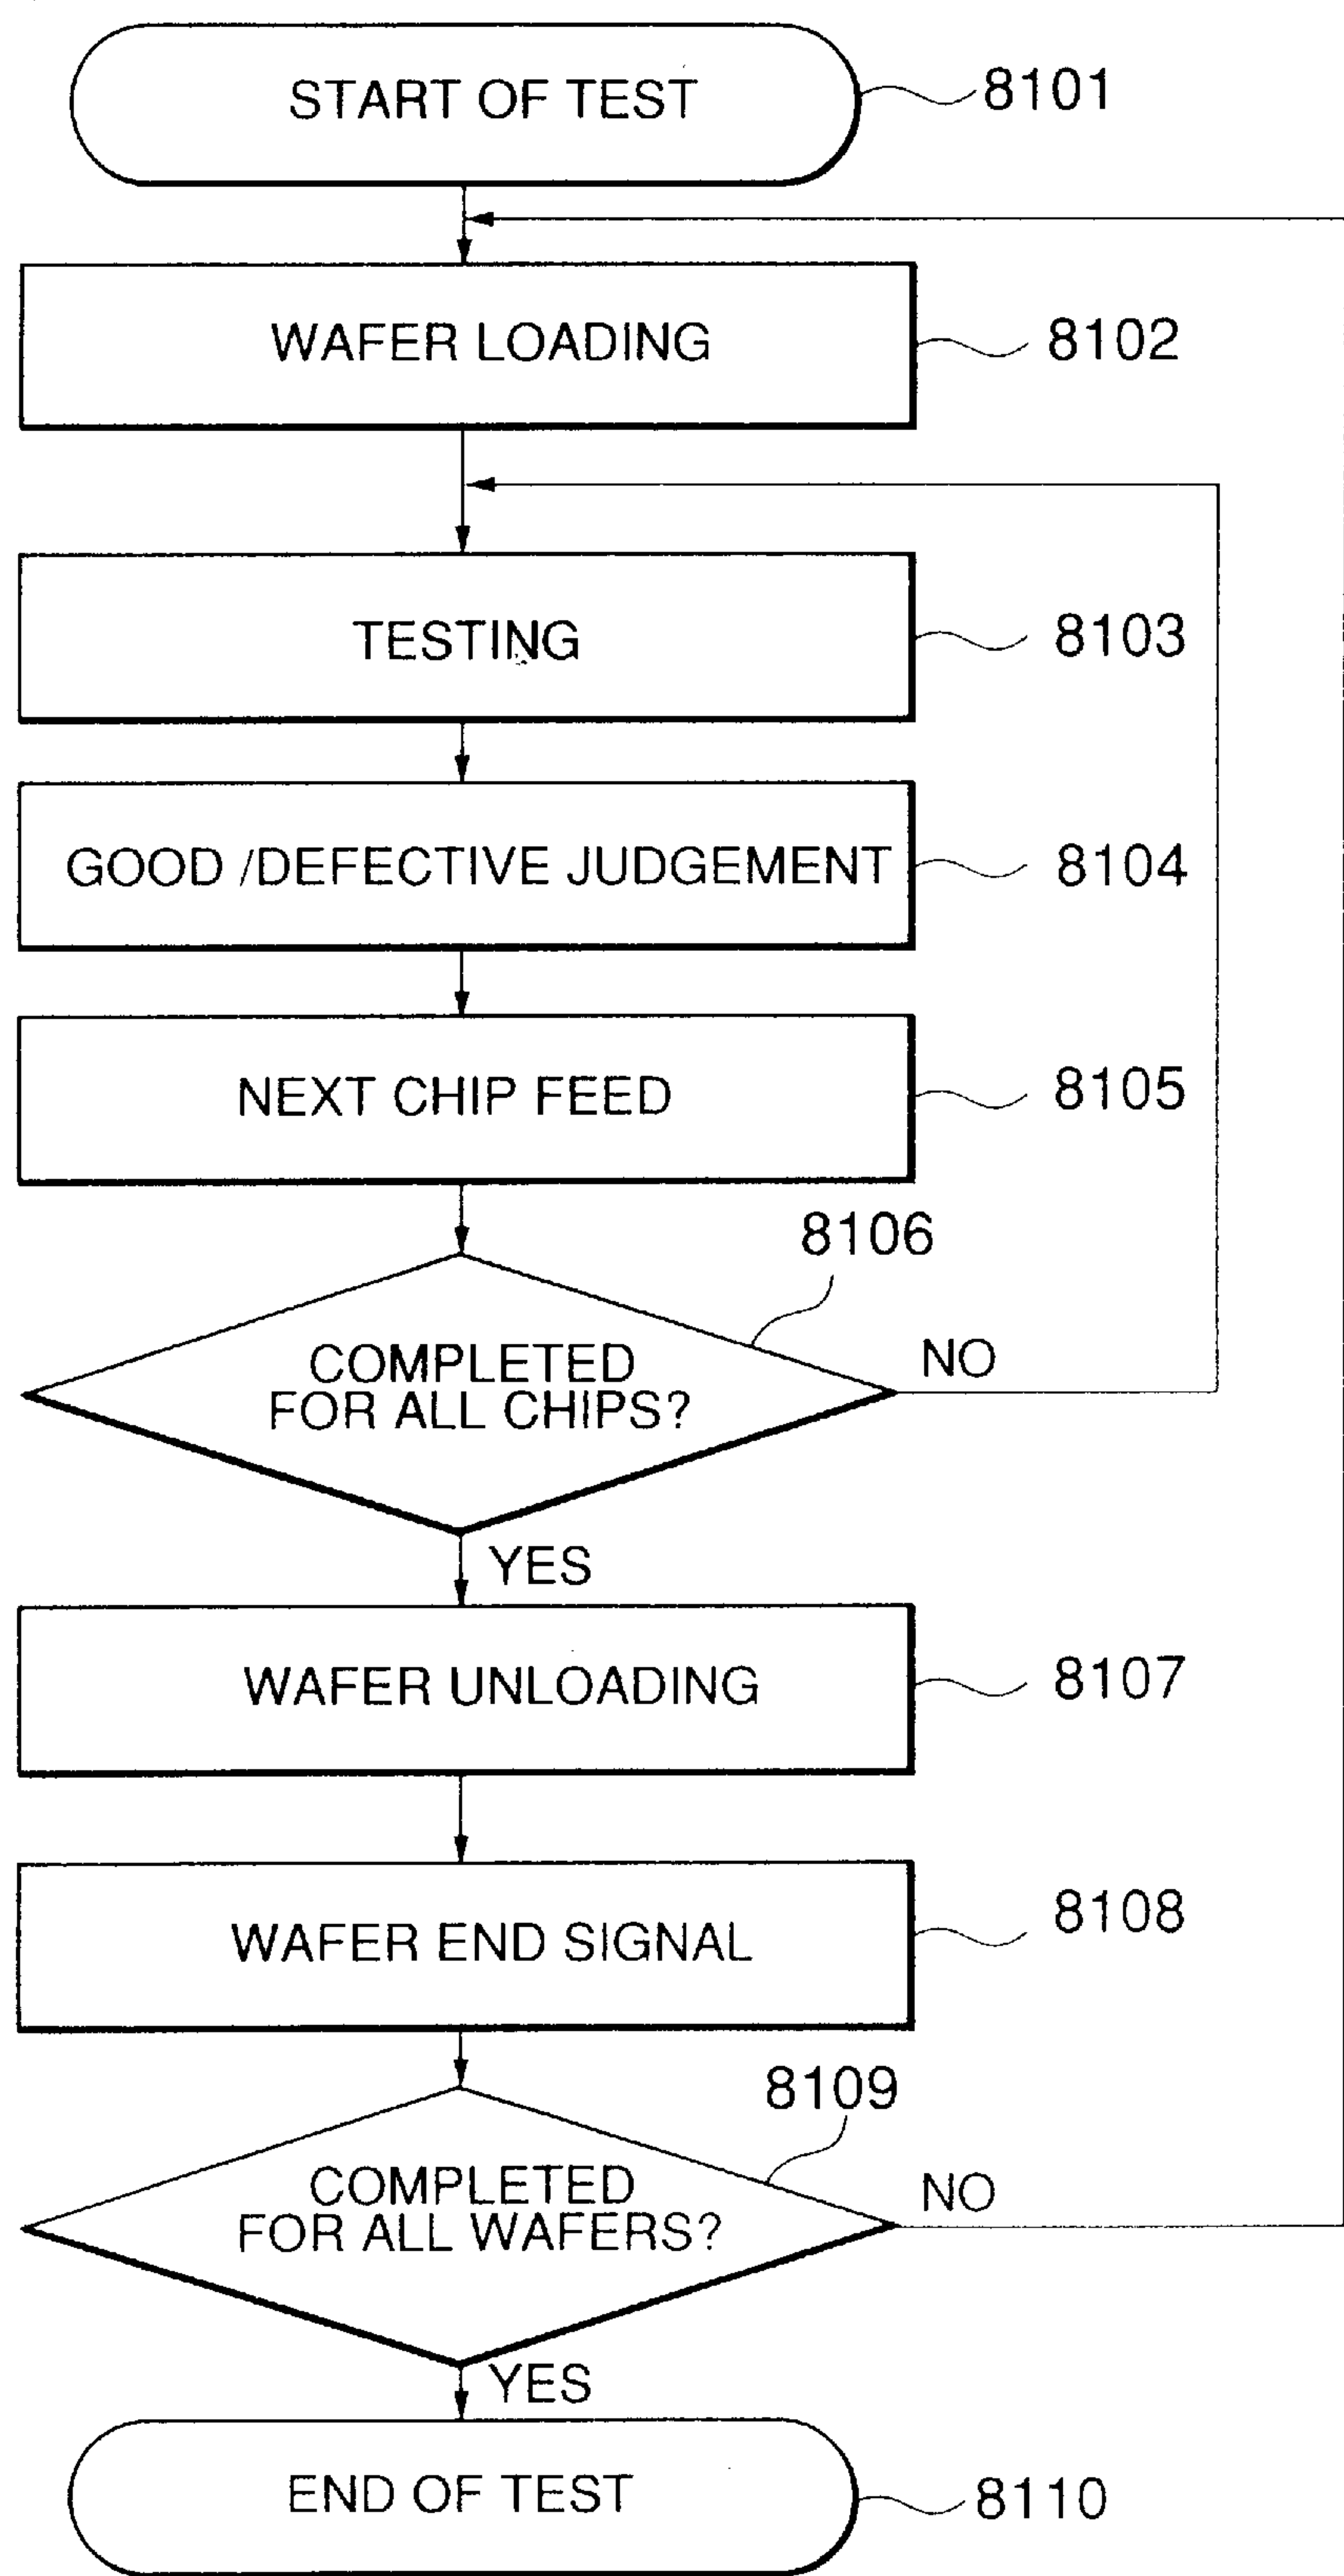 START OF TEST
8101
WAFER LOADING
8102
TESTING
8103
GOOD /DEFECTIVE JUDGEMENT
8104
NEXT CHIP FEED
8105
8106
COMPLETED
FOR ALL CHIPS?
NO
YES
WAFER UNLOADING
8107
WAFER END SIGNAL
8108
8109
COMPLETED
FOR ALL WAFERS?
NO
YES
END OF TEST
8110